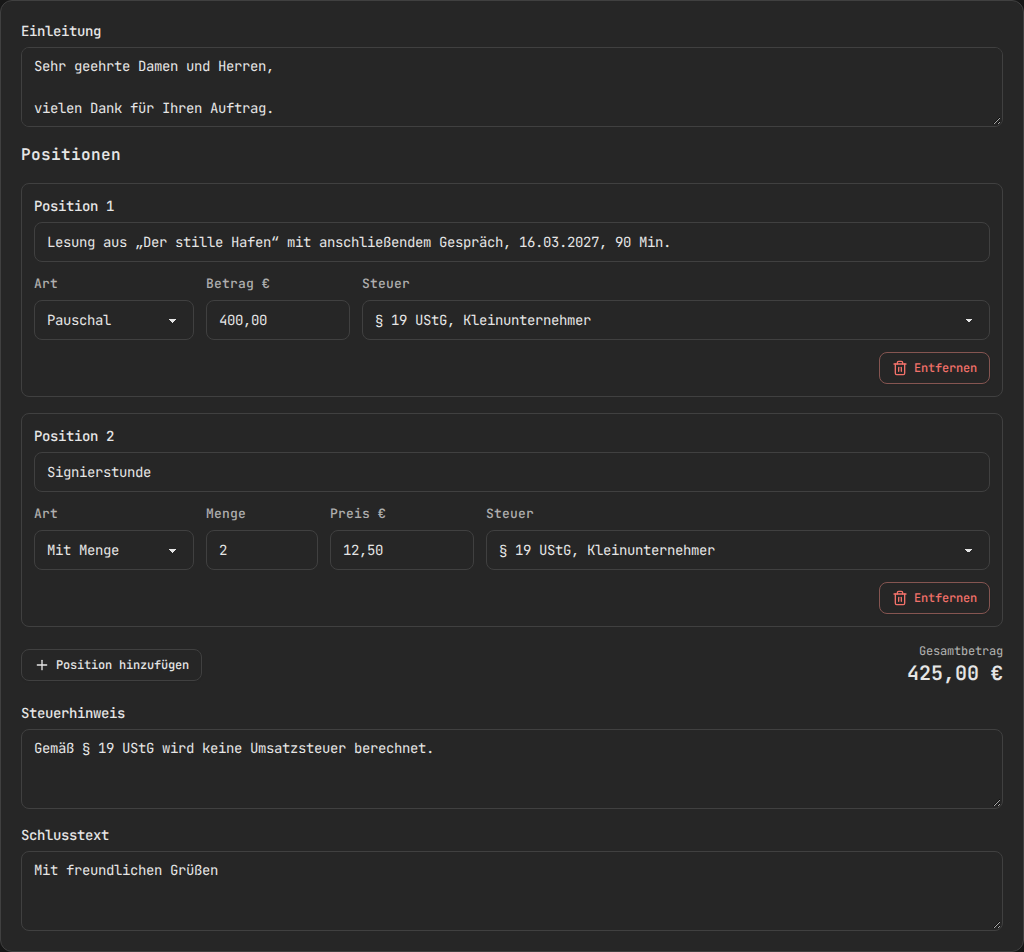 Einleitung
Sehr geehrte Damen und Herren,
vielen Dank für Ihren Auftrag.
Positionen
Position 1
Lesung aus „Der stille Hafen“ mit anschließendem Gespräch, 16.03.2027, 90 Min.
Art Betrag € Steuer
Pauschal 400,00 § 19 UStG, Kleinunternehmer
Entfernen
Position 2
Signierstunde
Art Menge Preis € Steuer
Mit Menge 2 12,50 § 19 UStG, Kleinunternehmer
Entfernen
Position hinzufügen
Gesamtbetrag
425,00 €
Steuerhinweis
Gemäß § 19 UStG wird keine Umsatzsteuer berechnet.
Schlusstext
Mit freundlichen Grüßen